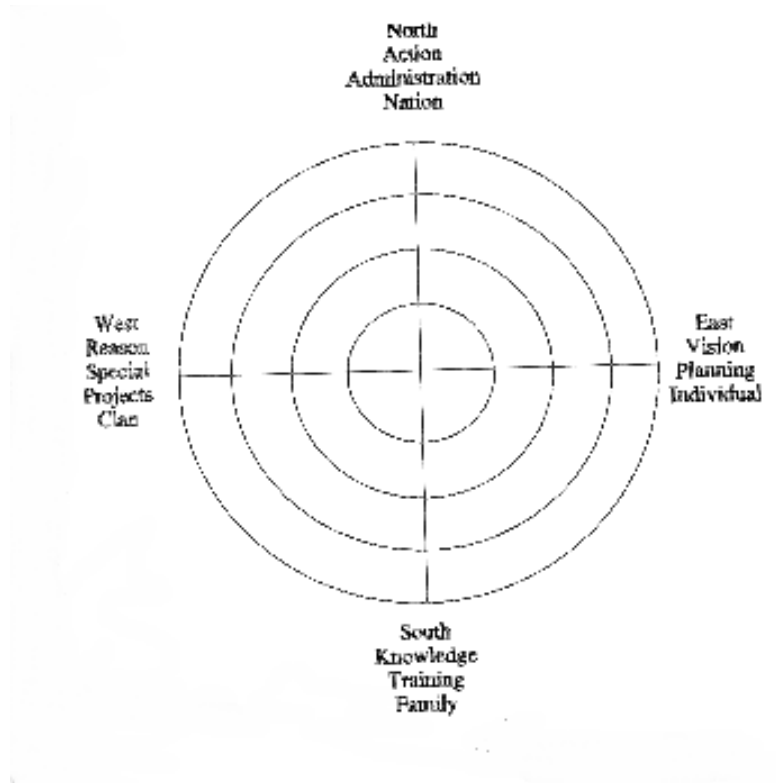 North
Action
Administration
Nation
West
Reason
Special
Projects
Clan
East
Vision
Planning
Individual
South
Knowledge
Training
Family